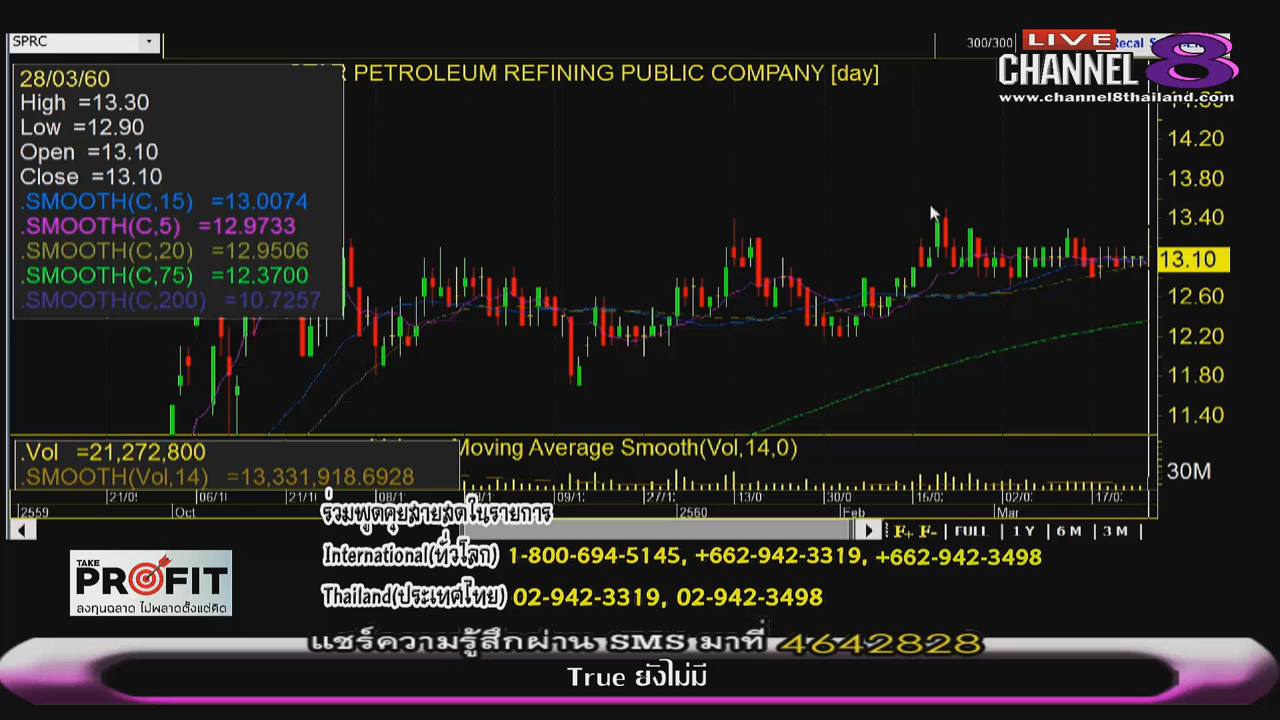 SPRC
300/300
LIVE
CHANNEL 8
www.channel8thailand.com
PETROLEUM REFINING PUBLIC COMPANY [day]
28/03/60
High =13.30
Low =12.90
Open =13.10
Close =13.10
.SMOOTH(C,15) =13.0074
.SMOOTH(C,5) =12.9733
.SMOOTH(C,20) =12.9506
.SMOOTH(C,75) =12.3700
.SMOOTH(C,200) =10.7257
14.20
13.80
13.40
13.10
12.60
12.20
11.80
11.40
30M
Moving Average Smooth(Vol,14,0)
.Vol =21,272,800
.SMOOTH(Vol,14) =13,331,918.6928
2559 Oct 2560 Feb Mar
F+ F- FULL 1 Y 6 M 3 M
ร่วมพูดคุยสายสดในรายการ
International(ทั่วโลก) 1-800-694-5145, +662-942-3319, +662-942-3498
Thailand(ประเทศไทย) 02-942-3319, 02-942-3498
TAKE
PROFIT
ลงทุนฉลาด ไม่พลาดตั้งแต่คิด
แชร์ความรู้สึกผ่าน SMS มาที่ 4642828
True ยังไม่มี